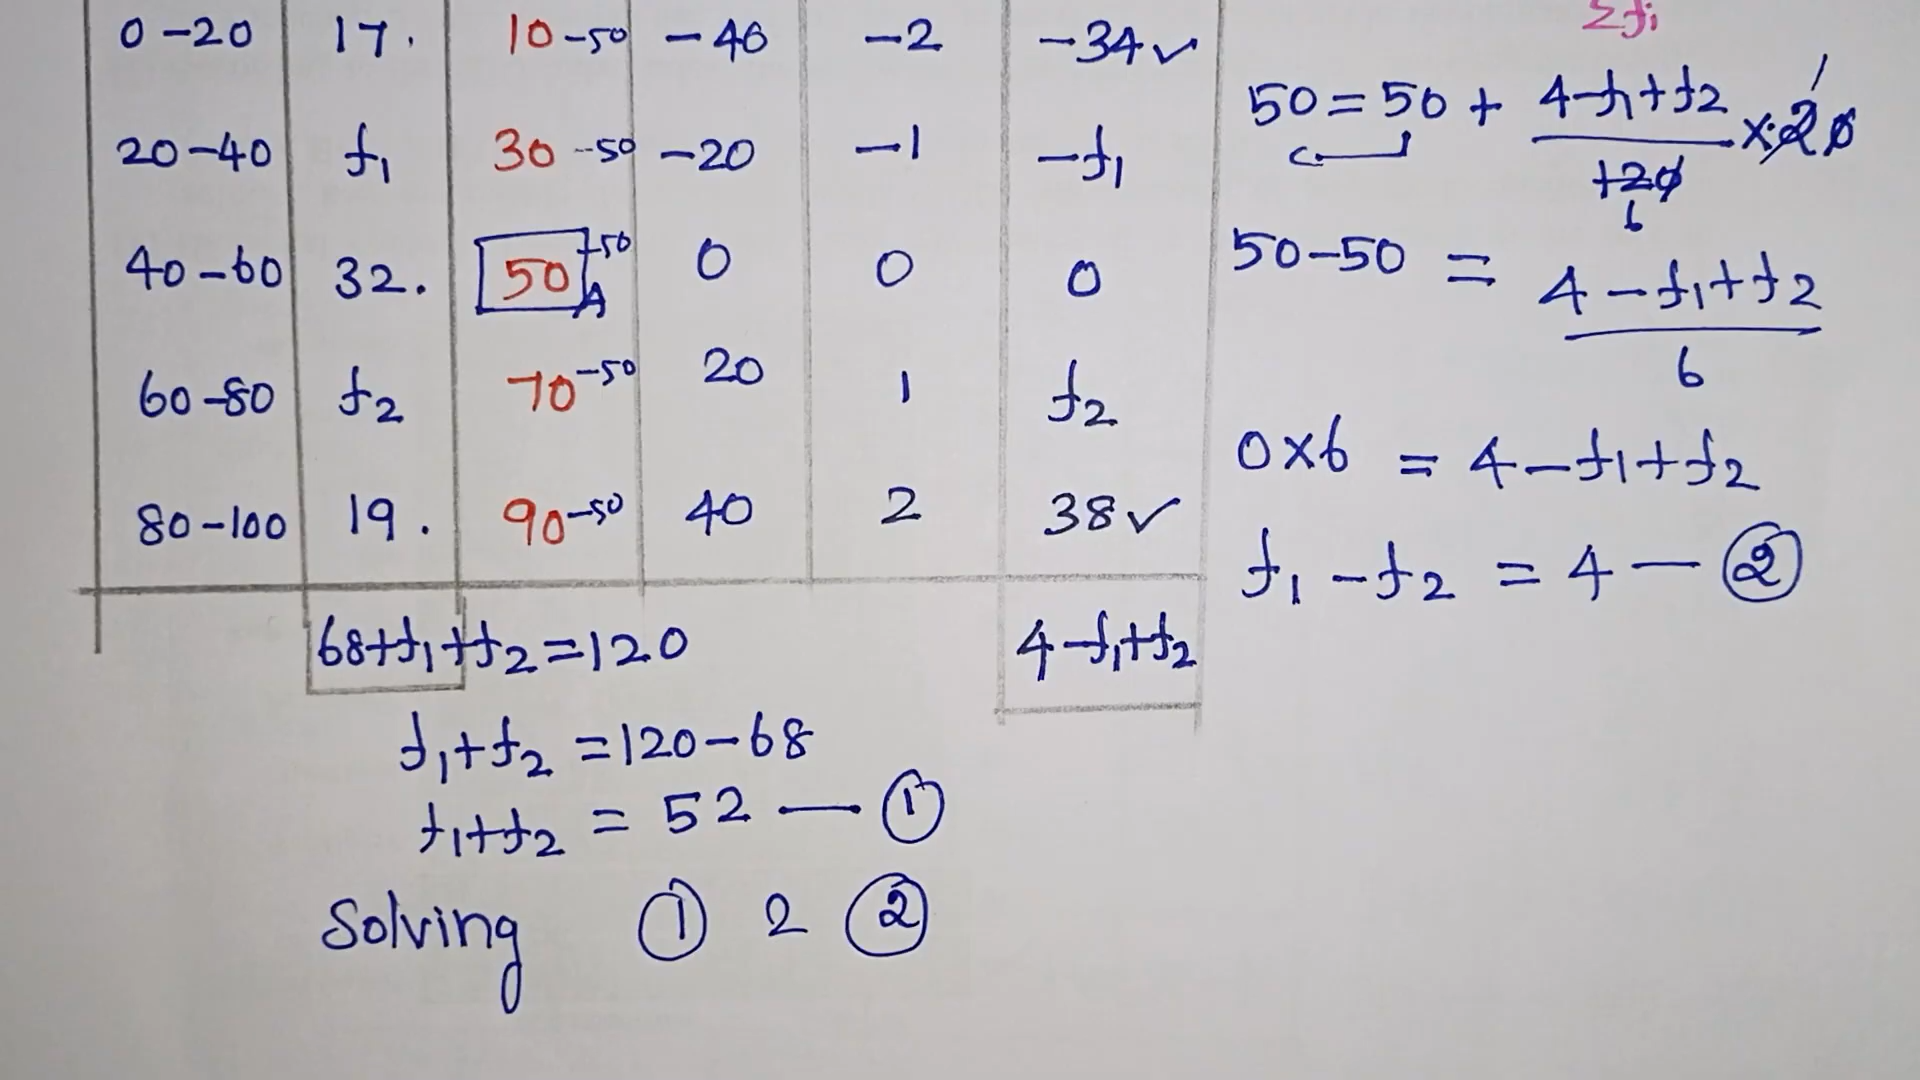 0-20 17. 10-50 -40 -2 -34✓
20-40 f1 30-50 -20 -1 -f1
40-60 32. 50-50 A 0 0 0
60-80 f2 70-50 20 1 f2
80-100 19. 90-50 40 2 38✓
68+f1+f2=120 4-f1+f2
f1+f2 =120-68
f1+f2 = 52 — ①
Solving ① 2 ②
Σfi
50=50+ 4-f1+f2 / 120 × 20
1
6
50-50 = 4-f1+f2 / 6
0×6 = 4-f1+f2
f1-f2 = 4 — ②